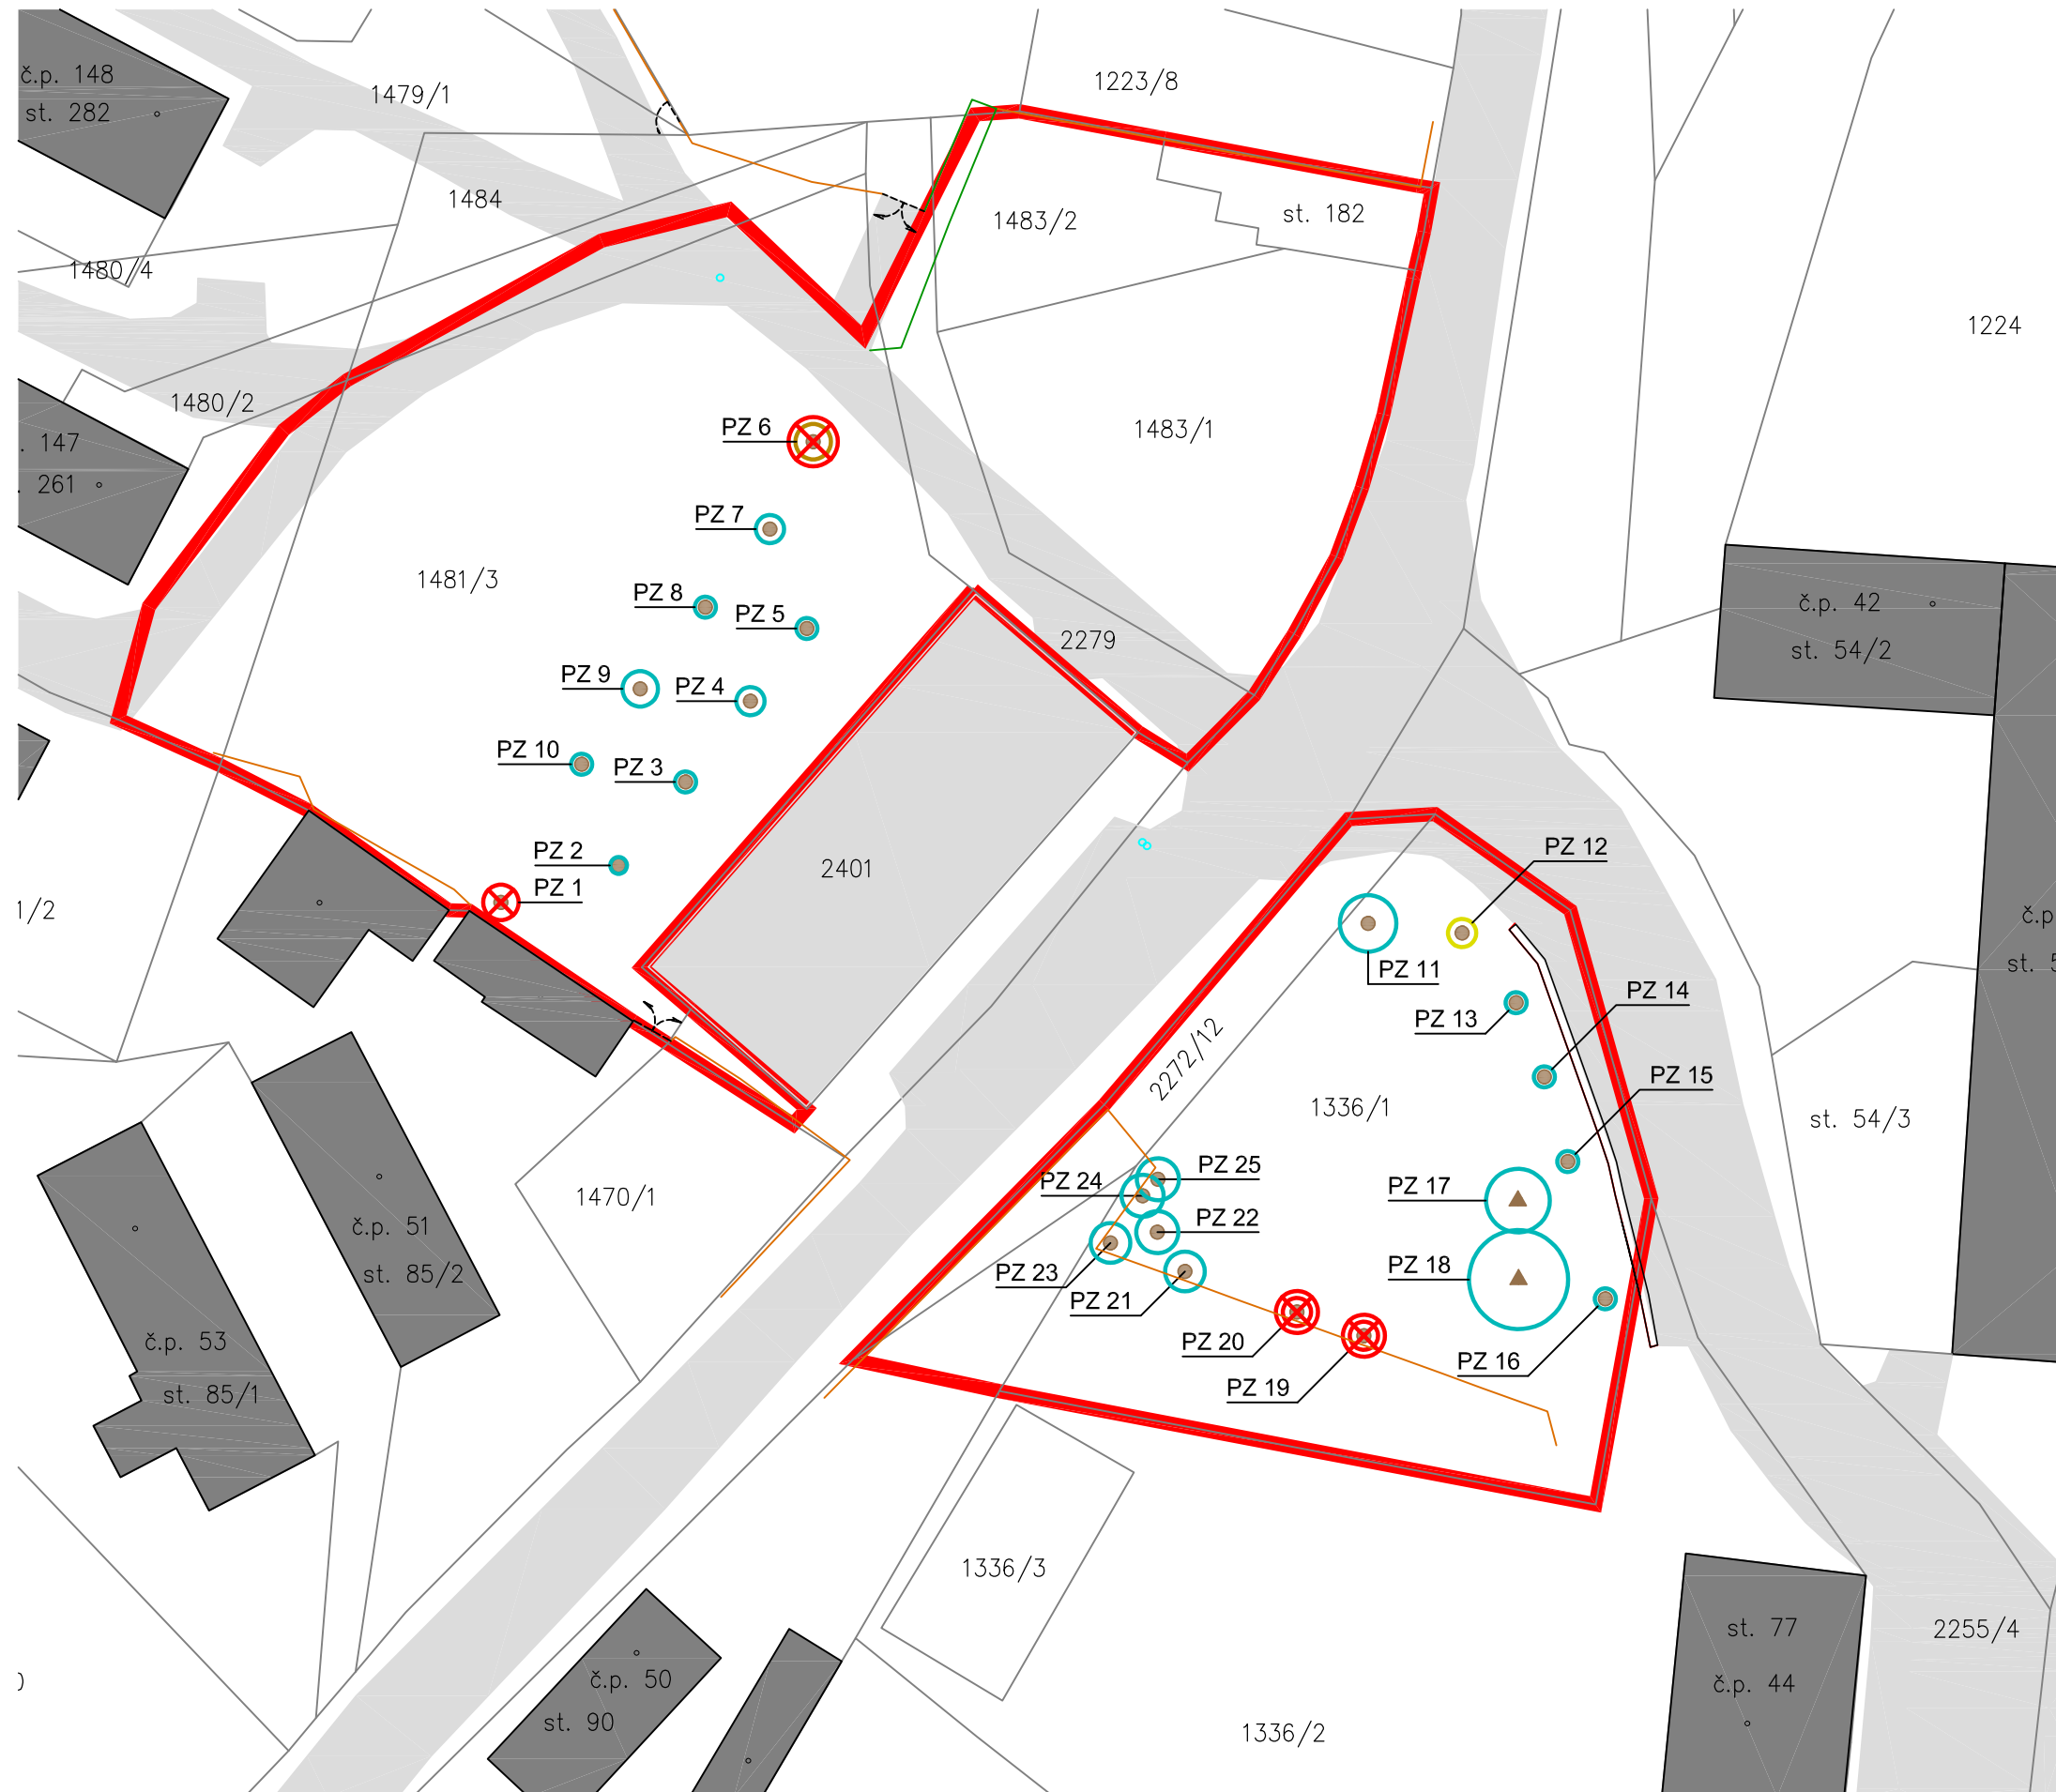 č.p. 148
1223/8
1479/1
st. 282
1484
st. 182
1483/2
1480/4
1224
1480/2
PZ 6
1483/1
147
261
PZ 7
1481/3
PZ 8
č.p. 42
PZ 5
2279
st. 54/2
PZ 9
PZ 4
PZ 10
PZ 3
PZ 12
PZ 2
2401
PZ 1
1/2
č.p
PZ 11
st. 5
PZ 14
PZ 13
2272/12
PZ 15
1336/1
st. 54/3
PZ 25
PZ 24
PZ 17
1470/1
PZ 22
č.p. 51
PZ 18
st. 85/2
PZ 23
PZ 21
č.p. 53
PZ 20
PZ 16
PZ 19
st. 85/1
1336/3
st. 77
2255/4
č.p. 50
č.p. 44
st. 90
1336/2